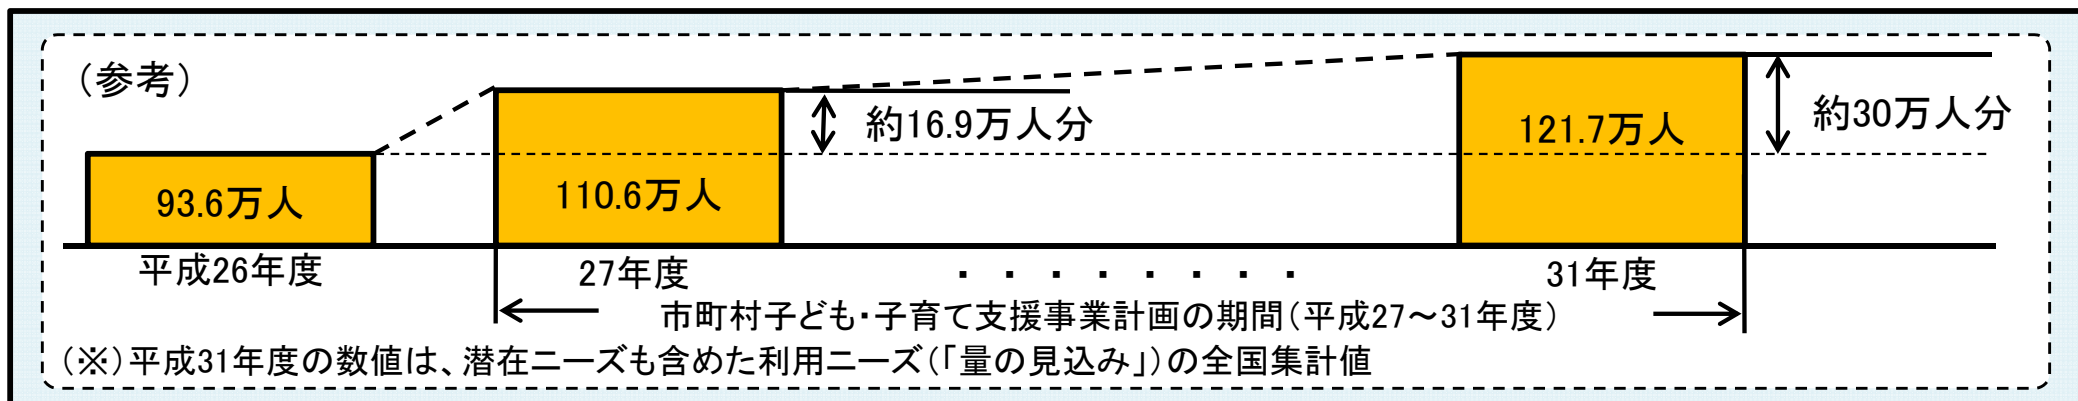 (参考)
約16.9万人分
121.7万人
約30万人分
93.6万人
110.6万人
平成26年度
27年度
・・・・・・・・
31年度
市町村子ども・子育て支援事業計画の期間(平成27～31年度)
(※)平成31年度の数値は、潜在ニーズも含めた利用ニーズ(「量の見込み」)の全国集計値